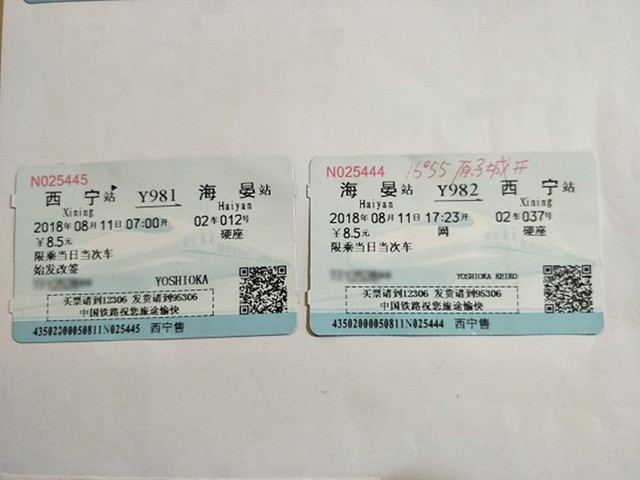 N025445
西宁站 Y981 海晏站
Xining Haiyan
2018年08月11日 07:00开 02车012号
¥8.5元 硬座
限乘当日当次车
始发改签
YOSHIOKA
买票请到12306 发货请到95306
中国铁路祝您旅途愉快
43502000050811N025445 西宁售
N025444 15055 原子城开
海晏站 Y982 西宁站
Haiyan Xining
2018年08月11日 17:23开 02车037号
¥8.5元 网 硬座
限乘当日当次车
YOSHIOKA KEIKO
买票请到12306 发货请到95306
中国铁路祝您旅途愉快
43502000050811N025444 西宁售